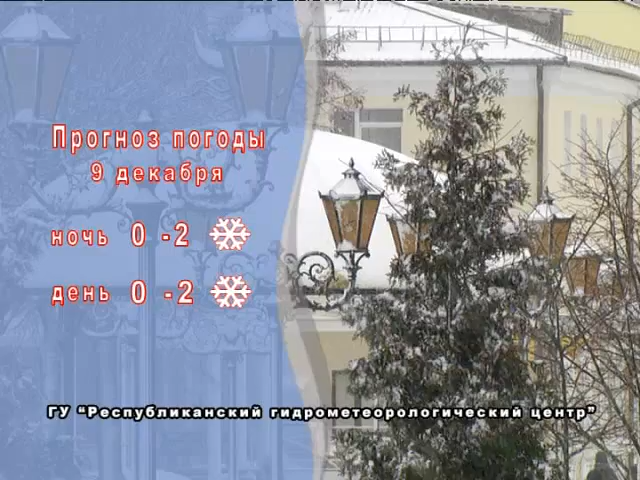 Прогноз погоды
9 декабря
ночь 0 -2
день 0 -2
ГУ “Республиканский гидрометеорологический центр”